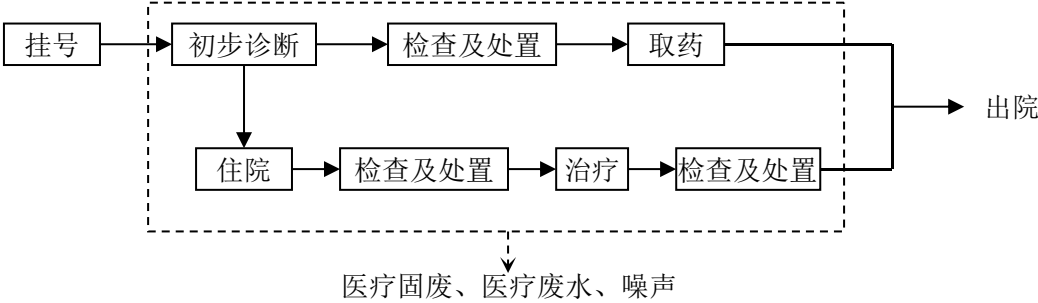 挂号 初步诊断 检查及处置 取药
出院
住院 检查及处置 治疗 检查及处置
医疗固废、医疗废水、噪声